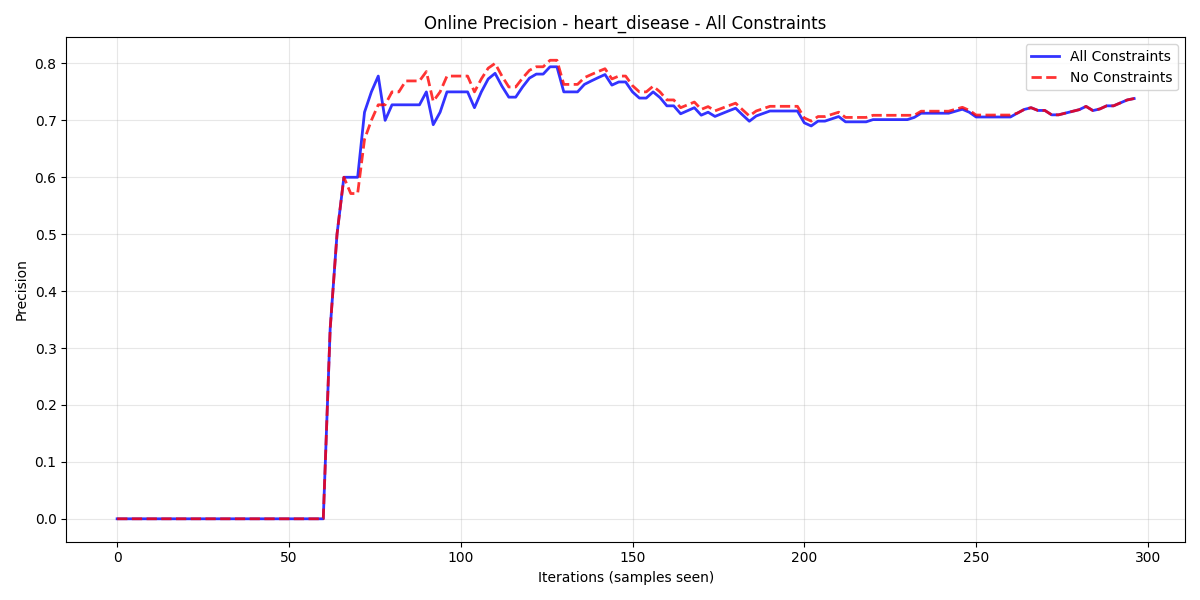 Online Precision - heart_disease - All Constraints
All Constraints
No Constraints
Precision
0.8
0.7
0.6
0.5
0.4
0.3
0.2
0.1
0.0
0 50 100 150 200 250 300
Iterations (samples seen)